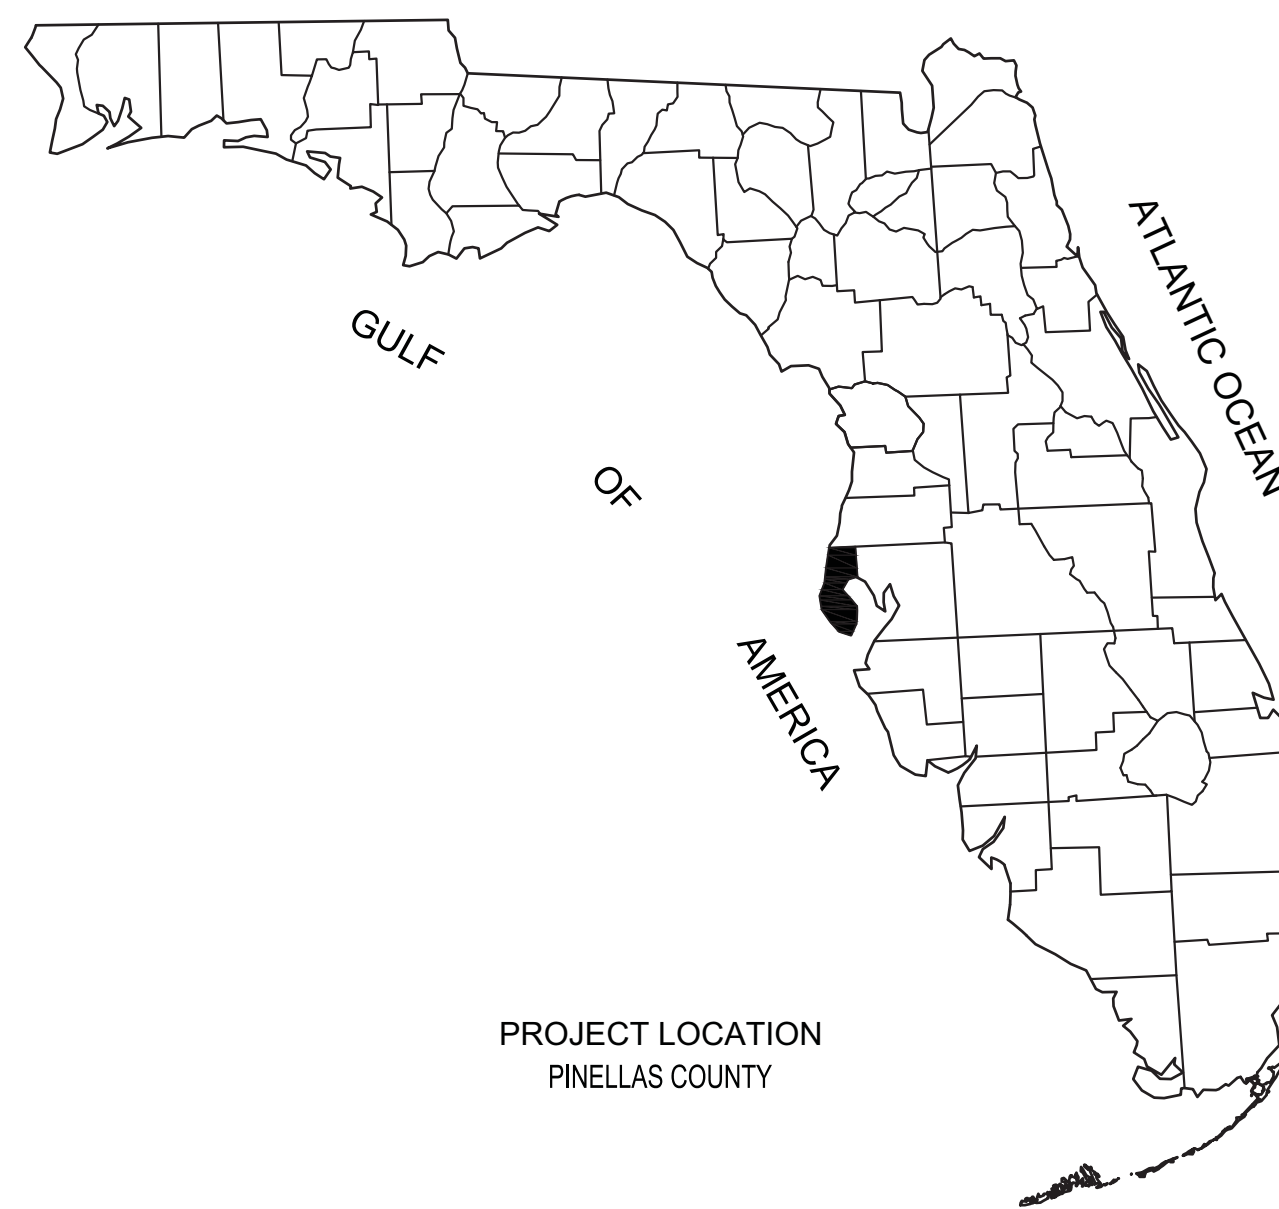 GULF
OF
AMERICA
ATLANTIC OCEAN
PROJECT LOCATION
PINELLAS COUNTY